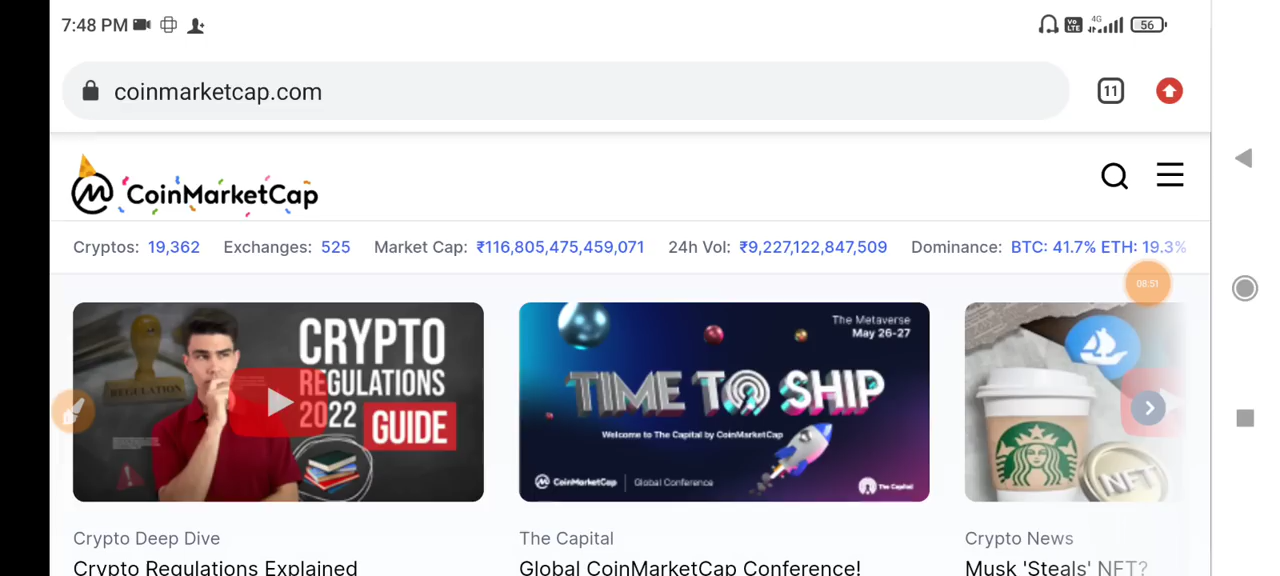 7:48 PM
Vo LTE 4G 56
coinmarketcap.com
11
CoinMarketCap
Cryptos: 19,362 Exchanges: 525 Market Cap: ₹116,805,475,459,071 24h Vol: ₹9,227,122,847,509 Dominance: BTC: 41.7% ETH: 19.3%
08:51
REGULATION
CRYPTO
REGULATIONS
2022 GUIDE
The Metaverse
May 26-27
TIME TO SHIP
Welcome to The Capital by CoinMarketCap
CoinMarketCap Global Conference
The Capital
NFT
Crypto Deep Dive
The Capital
Crypto News
Crypto Regulations Explained
Global CoinMarketCap Conference!
Musk 'Steals' NFT?